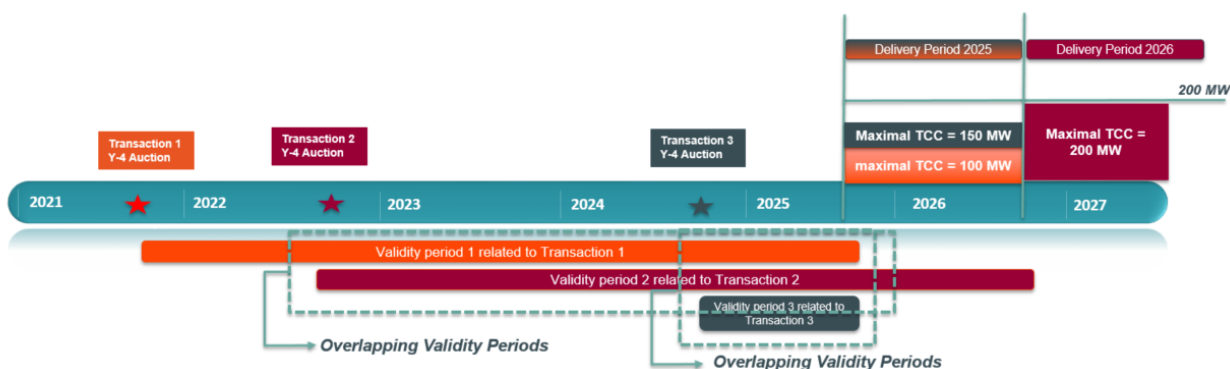 Delivery Period 2025
Delivery Period 2026
200 MW
Transaction 1
Y-4 Auction
Transaction 2
Y-4 Auction
Transaction 3
Y-4 Auction
Maximal TCC = 150 MW
maximal TCC = 100 MW
Maximal TCC =
200 MW
2021
2022
2023
2024
2025
2026
2027
Validity period 1 related to Transaction 1
Validity period 2 related to Transaction 2
Validity period 3 related to
Transaction 3
Overlapping Validity Periods
Overlapping Validity Periods